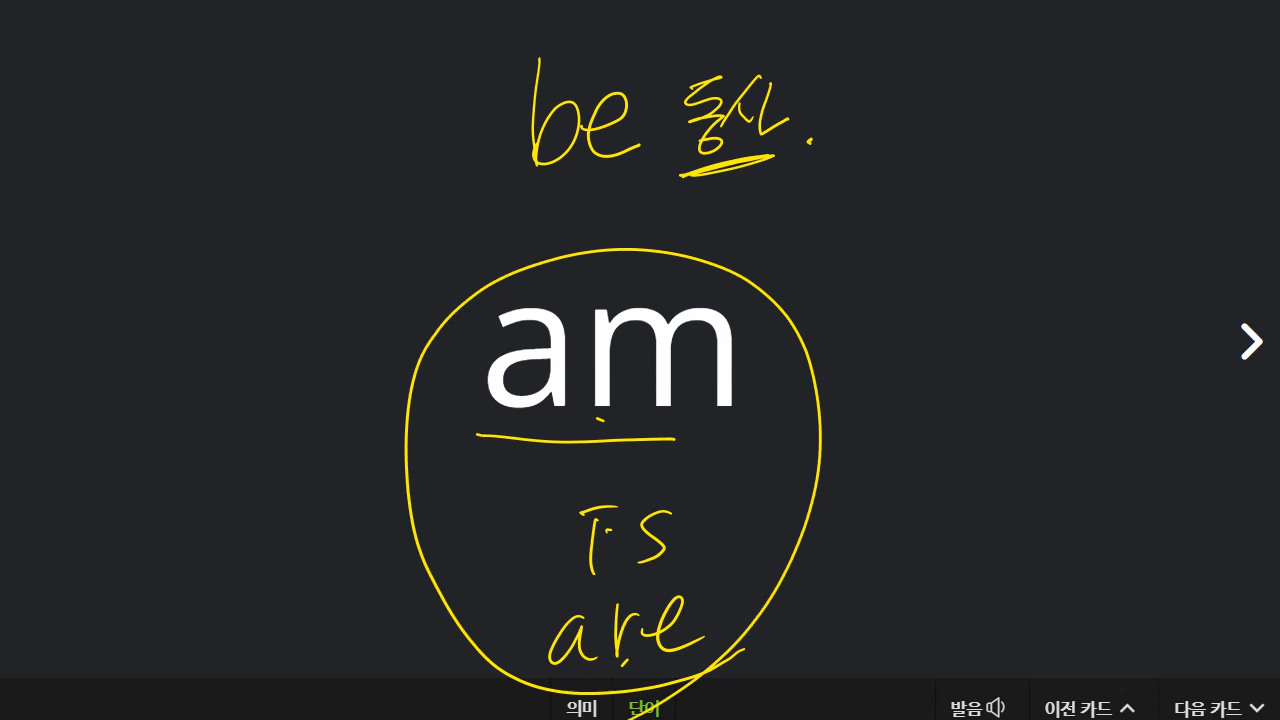 be 동사.
am
is
are
의미 단어 발음 이전 카드 다음 카드